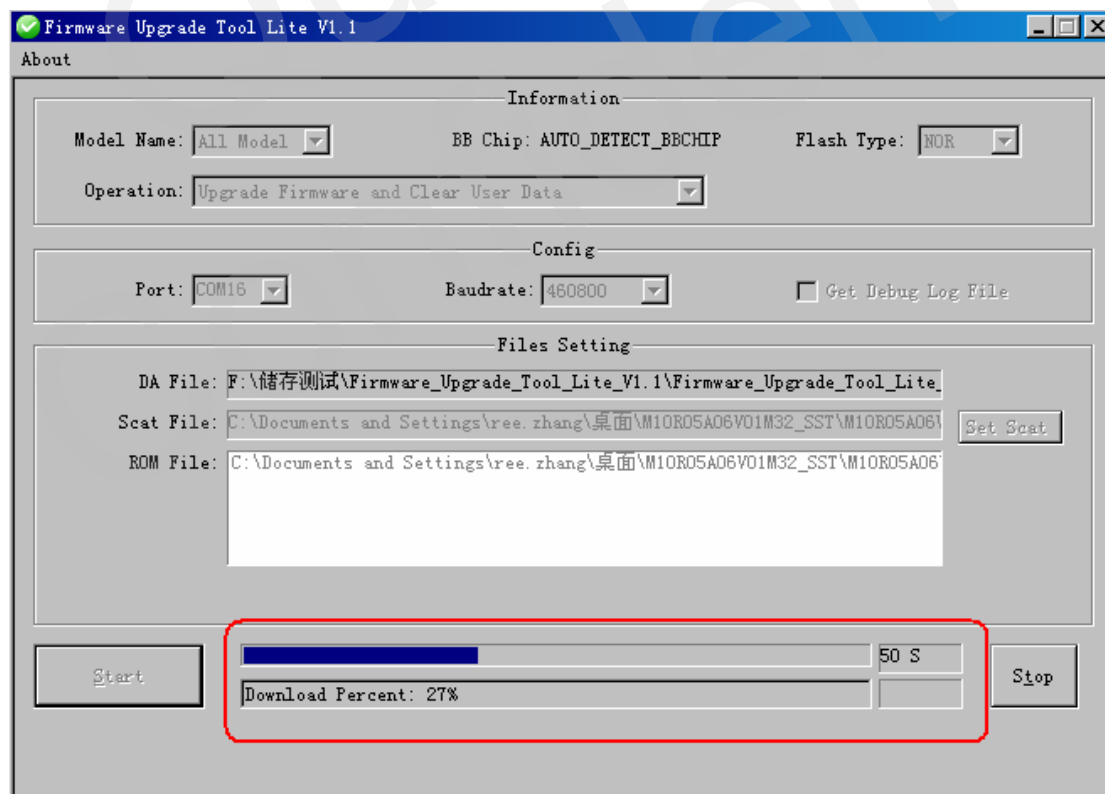 Firmware Upgrade Tool Lite V1.1
About
Information
Model Name: All Model BB Chip: AUTO_DETECT_BBCHIP Flash Type: NOR
Operation: Upgrade Firmware and Clear User Data
Config
Port: COM16 Baudrate: 460800 Get Debug Log File
Files Setting
DA File: F:\储存测试\Firmware_Upgrade_Tool_Lite_V1.1\Firmware_Upgrade_Tool_Lite_
Scat File: C:\Documents and Settings\ree.zhang\桌面\M10R05A06V01M32_SST\M10R05A06\ Set Scat
ROM File: C:\Documents and Settings\ree.zhang\桌面\M10R05A06V01M32_SST\M10R05A06
50 S
Start Download Percent: 27% Stop